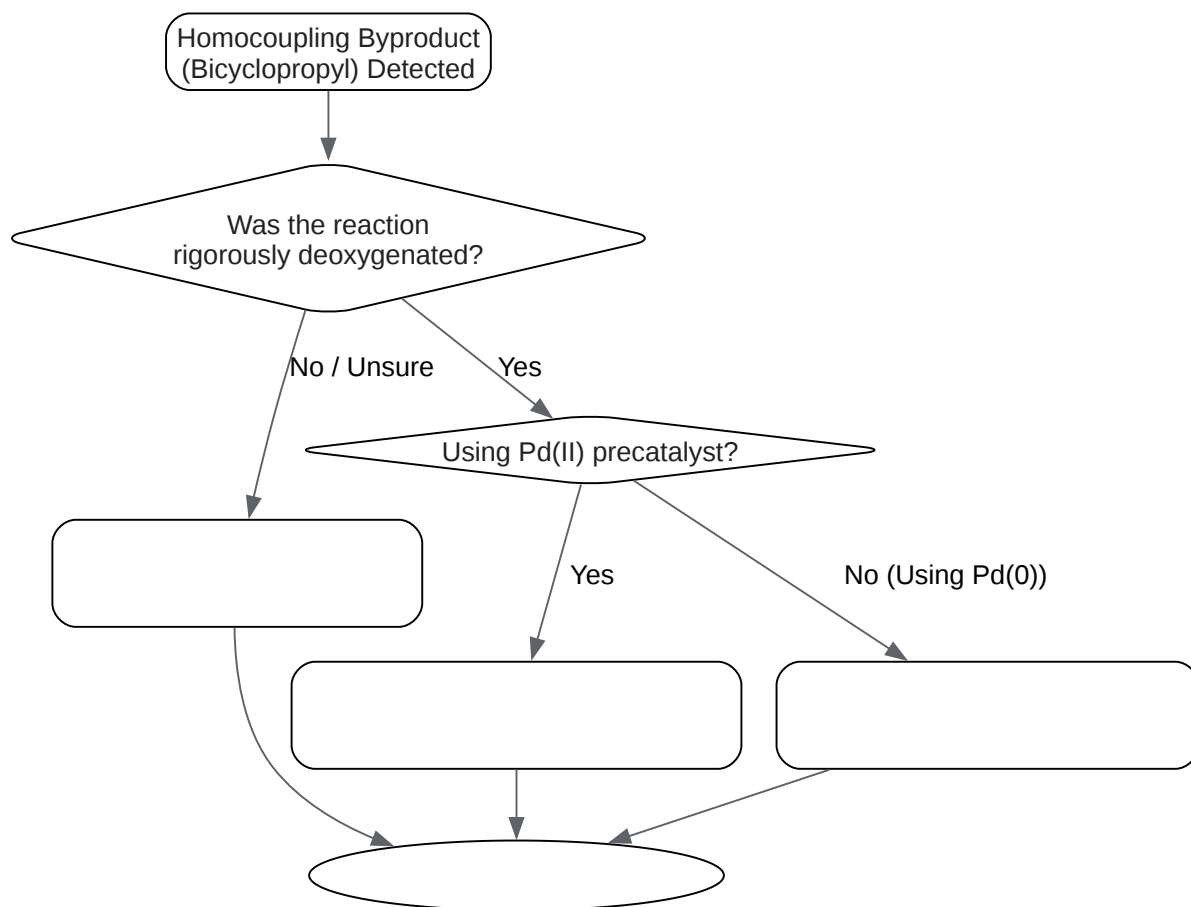 Homocoupling Byproduct
(Bicyclopropyl) Detected
Was the reaction
rigorously deoxygenated?
No / Unsure
Yes
Using Pd(II) precatalyst?
Yes
No (Using Pd(0))